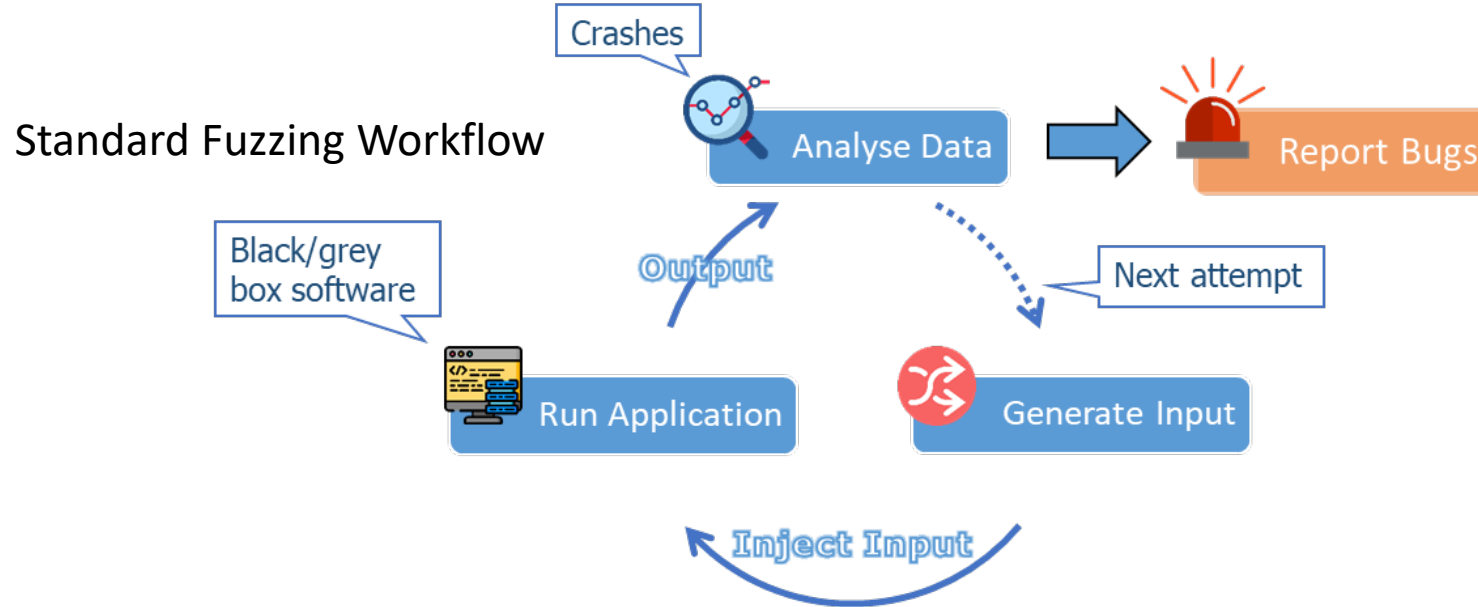 Crashes
Standard Fuzzing Workflow
Analyse Data
Report Bugs
Black/grey
box software
Output
Next attempt
Run Application
Generate Input
Inject Input